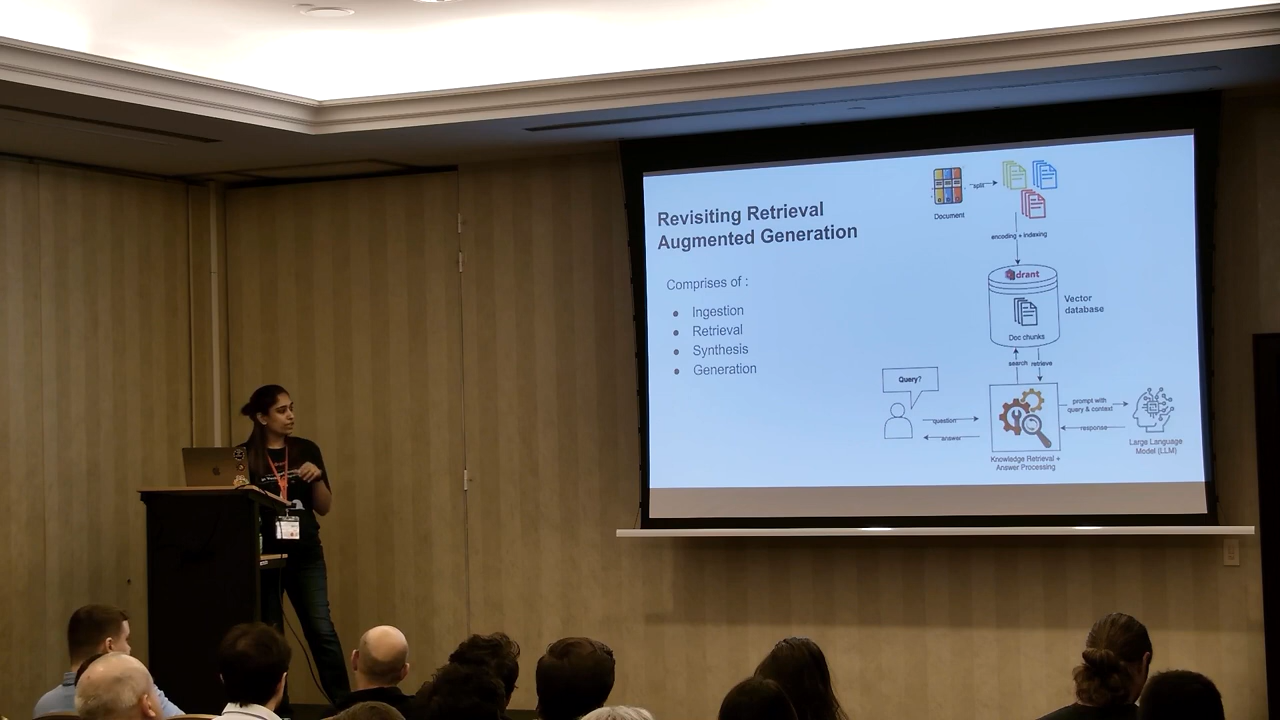 Revisiting Retrieval
Augmented Generation
Comprises of :
Ingestion
Retrieval
Synthesis
Generation
Document
split
encoding + indexing
drant
Doc chunks
Vector
database
search retrieve
Query?
question
answer
Knowledge Retrieval +
Answer Processing
prompt with
query & context
response
Large Language
Model (LLM)